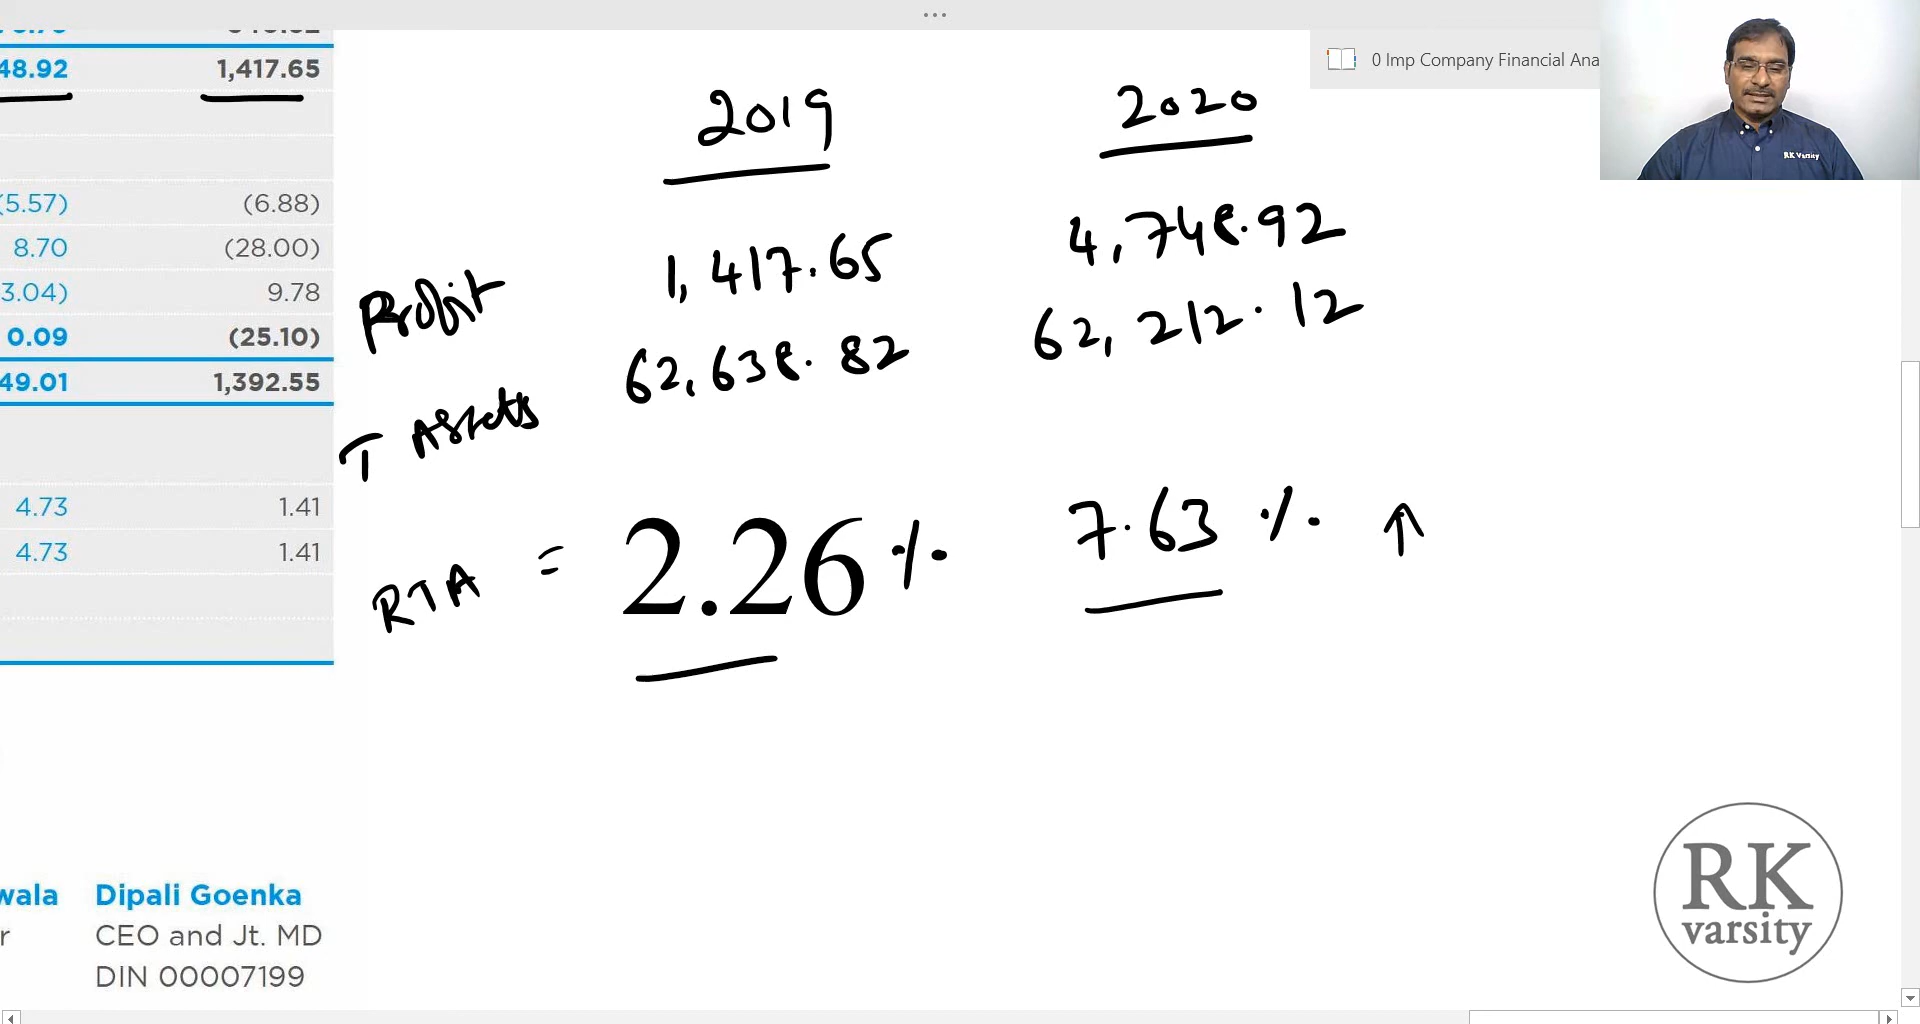 0 Imp Company Financial Ana
RK Varsity
48.92 1,417.65
(5.57) (6.88)
8.70 (28.00)
3.04) 9.78
0.09 (25.10)
49.01 1,392.55
4.73 1.41
4.73 1.41
wala Dipali Goenka
r CEO and Jt. MD
DIN 00007199
2019 2020
Profit 1,417.65 4,748.92
T Assets 62,638.82 62,212.12
RTA = 2.26% 7.63% ↑
RK
varsity